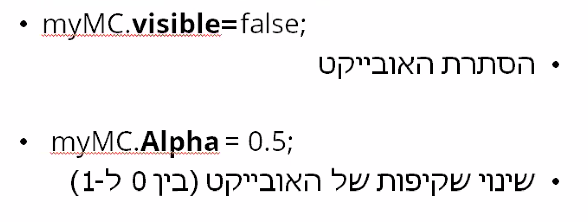 • myMC.visible=false;
• הסתרת האובייקט
• myMC.Alpha = 0.5;
• שינוי שקיפות של האובייקט (בין 0 ל-1)